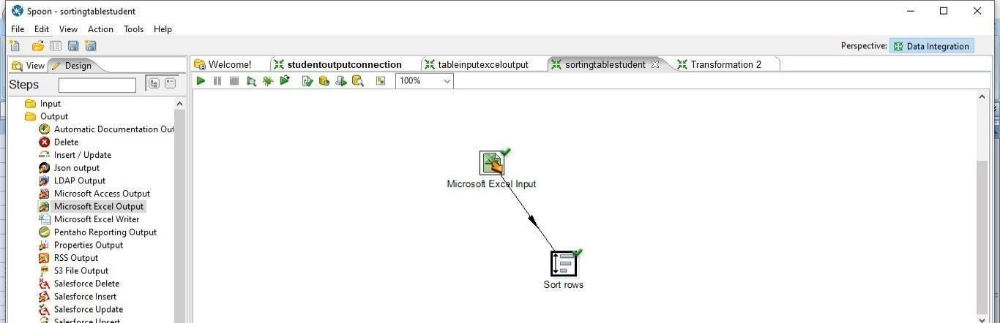 Spoon - sortingtablestudent
File Edit View Action Tools Help
Perspective: Data Integration
View Design
Welcome! studentoutputconnection tableinputexceloutput sortingtablestudent Transformation 2
Steps
100%
Input
Output
Automatic Documentation Out
Delete
Insert / Update
Json output
LDAP Output
Microsoft Access Output
Microsoft Excel Output
Microsoft Excel Writer
Pentaho Reporting Output
Properties Output
RSS Output
S3 File Output
Salesforce Delete
Salesforce Insert
Salesforce Update
Salesforce Upsert
Microsoft Excel Input
Sort rows